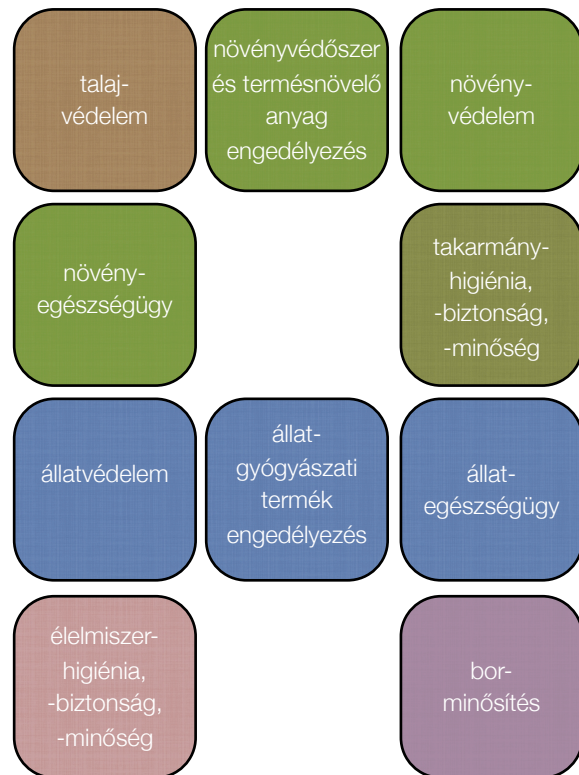 talaj-
védelem
növényvédőszer
és termésnövelő
anyag
engedélyezés
növény-
védelem
növény-
egészségügy
takarmány-
higiénia,
-biztonság,
-minőség
állatvédelem
állat-
gyógyászati
termék
engedélyezés
állat-
egészségügy
élelmiszer-
higiénia,
-biztonság,
-minőség
bor-
minősítés